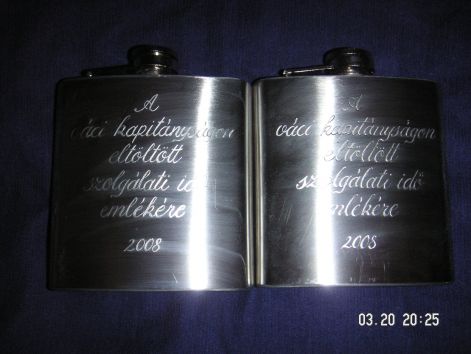 A
váci kapitányságon
eltöltött
szolgálati idő
emlékére
2008
A
váci kapitányságon
eltöltött
szolgálati idő
emlékére
2008
03.20 20:25